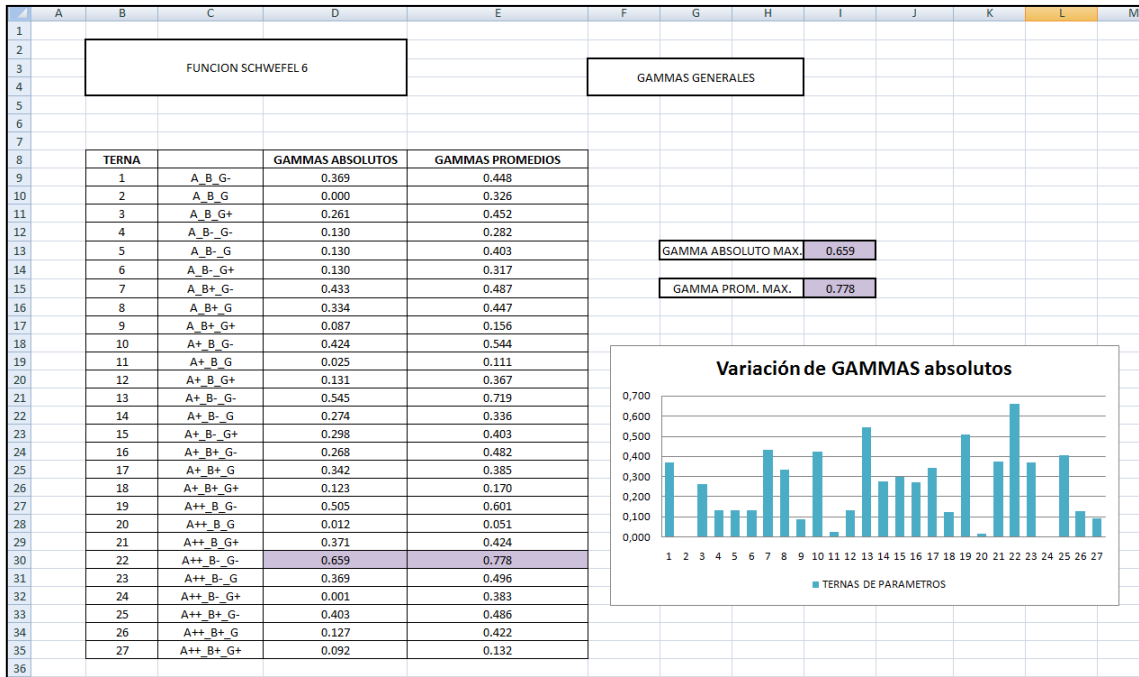 A B C D E F G H I J K L M
1
2
3 FUNCION SCHWEFEL 6 GAMMAS GENERALES
4
5
6
7
8 TERNA GAMMAS ABSOLUTOS GAMMAS PROMEDIOS
9 1 A_B_G- 0.369 0.448
10 2 A_B_G 0.000 0.326
11 3 A_B_G+ 0.261 0.452
12 4 A_B-_G- 0.130 0.282
13 5 A_B-_G 0.130 0.403 GAMMA ABSOLUTO MAX. 0.659
14 6 A_B-_G+ 0.130 0.317
15 7 A_B+_G- 0.433 0.487 GAMMA PROM. MAX. 0.778
16 8 A_B+_G 0.334 0.447
17 9 A_B+_G+ 0.087 0.156
18 10 A+_B_G- 0.424 0.544
19 11 A+_B_G 0.025 0.111
20 12 A+_B_G+ 0.131 0.367
21 13 A+_B-_G- 0.545 0.719
22 14 A+_B-_G 0.274 0.336
23 15 A+_B-_G+ 0.298 0.403
24 16 A+_B+_G- 0.268 0.482
25 17 A+_B+_G 0.342 0.385
26 18 A+_B+_G+ 0.123 0.170
27 19 A++_B_G- 0.505 0.601
28 20 A++_B_G 0.012 0.051
29 21 A++_B_G+ 0.371 0.424
30 22 A++_B-_G- 0.659 0.778
31 23 A++_B-_G 0.369 0.496
32 24 A++_B-_G+ 0.001 0.383
33 25 A++_B+_G- 0.403 0.486
34 26 A++_B+_G 0.127 0.422
35 27 A++_B+_G+ 0.092 0.132
36
Variación de GAMMAS absolutos
0,700
0,600
0,500
0,400
0,300
0,200
0,100
0,000
1 2 3 4 5 6 7 8 9 10 11 12 13 14 15 16 17 18 19 20 21 22 23 24 25 26 27
TERNAS DE PARAMETROS